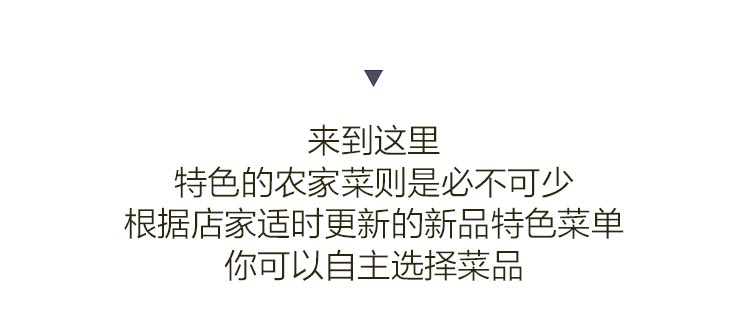 来到这里
特色的农家菜则是必不可少
根据店家适时更新的新品特色菜单
你可以自主选择菜品